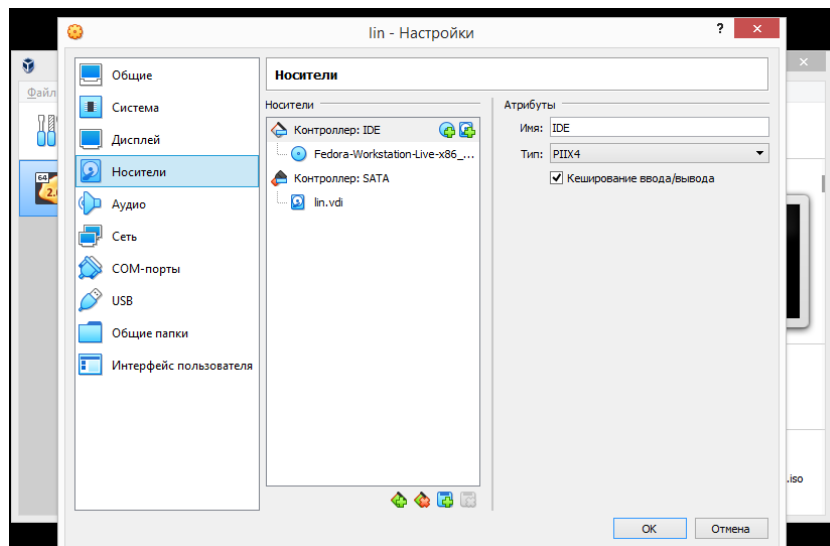 lin - Настройки
?
Файл
Общие
Система
Дисплей
Носители
Аудио
Сеть
COM-порты
USB
Общие папки
Интерфейс пользователя
Носители
Носители
Контроллер: IDE
Fedora-Workstation-Live-x86_...
Контроллер: SATA
lin.vdi
Атрибуты
Имя: IDE
Тип: PIIX4
Кеширование ввода/вывода
64
.iso
OK Отмена